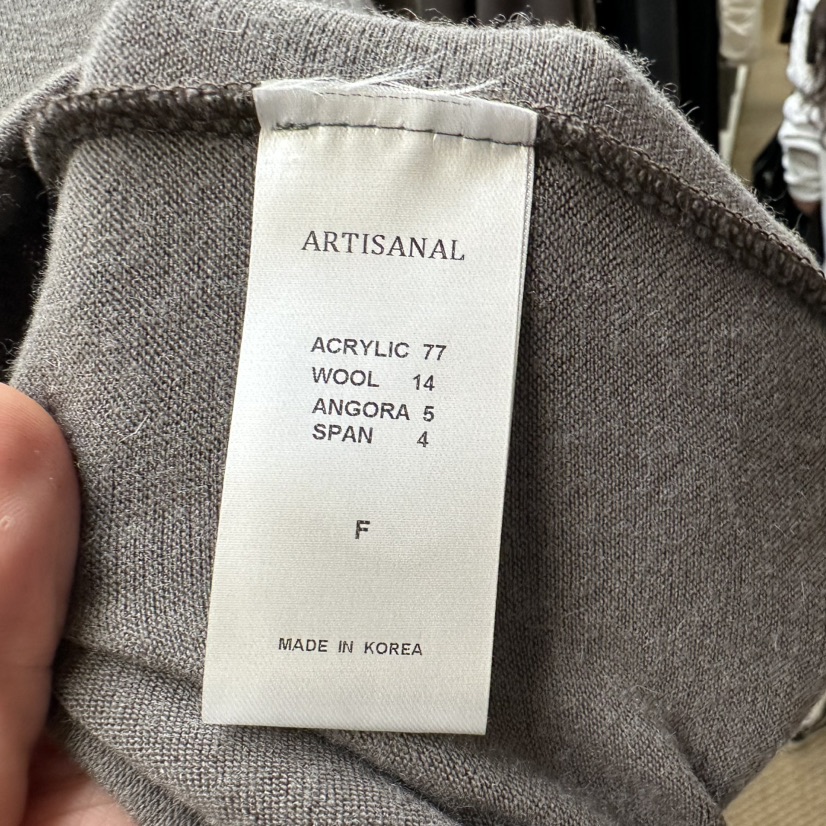 ARTISANAL
ACRYLIC 77
WOOL 14
ANGORA 5
SPAN 4
F
MADE IN KOREA